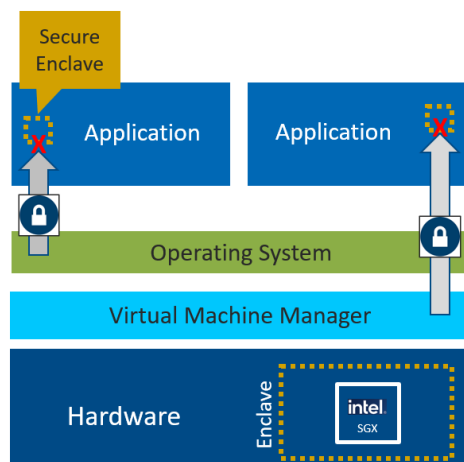 Secure
Enclave
Application
Application
Operating System
Virtual Machine Manager
Hardware
Enclave
intel.
SGX